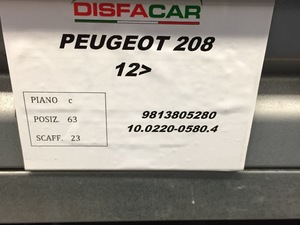 DISFACAR
PEUGEOT 208
12>
PIANO c
POSIZ. 63
SCAFF. 23
9813805280
10.0220-0580.4